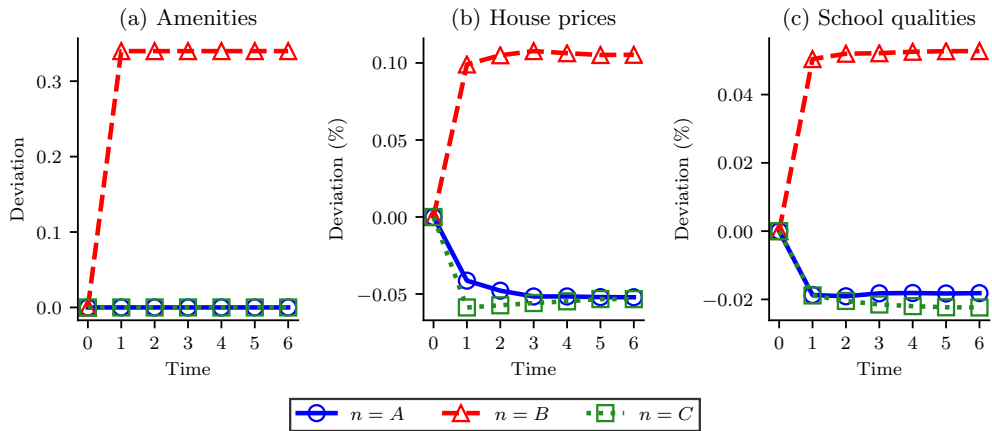 (a) Amenities
0.3
0.2
0.1
0.0
Deviation
0 1 2 3 4 5 6
Time
(b) House prices
0.10
0.05
0.00
−0.05
Deviation (%)
0 1 2 3 4 5 6
Time
(c) School qualities
0.04
0.02
0.00
−0.02
Deviation (%)
0 1 2 3 4 5 6
Time
n = A n = B n = C